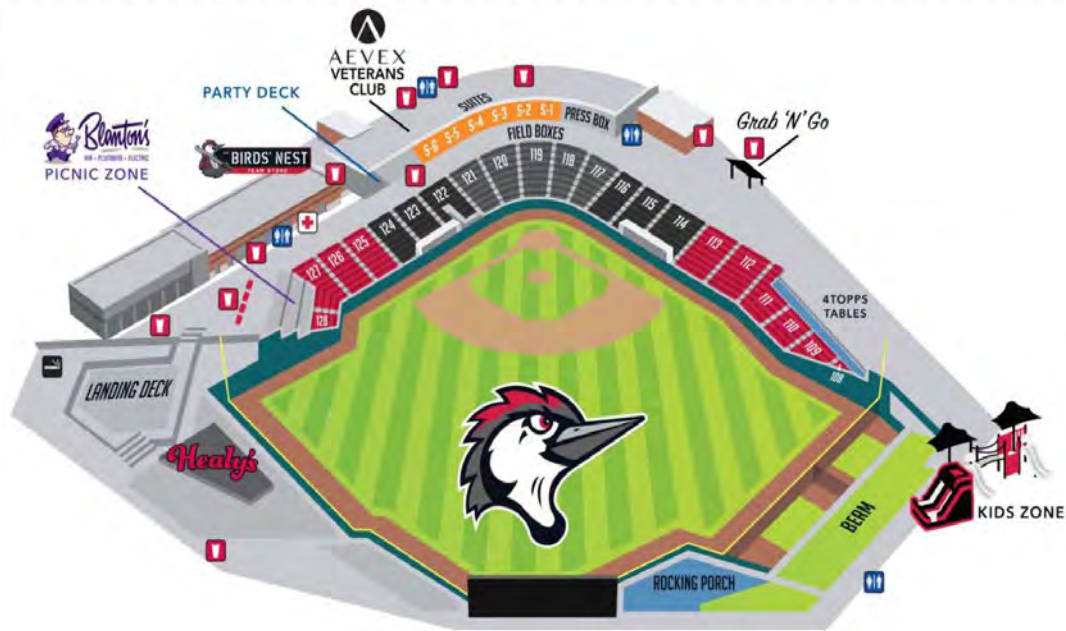 AEVEX
VETERANS
CLUB
PARTY DECK
Blanton's
AIR • PLUMBING • ELECTRIC
PICNIC ZONE
BIRDS' NEST
TEAM STORE
SUITES
S-6 S-5 S-4 S-3 S-2 S-1
PRESS BOX
FIELD BOXES
Grab 'N' Go
128 127 126 125 124 123 122 121 120 119 118 117 116 115 114 113 112 111 110 109 108
4TOPPS
TABLES
LANDING DECK
Healy's
KIDS ZONE
BERM
ROCKING PORCH